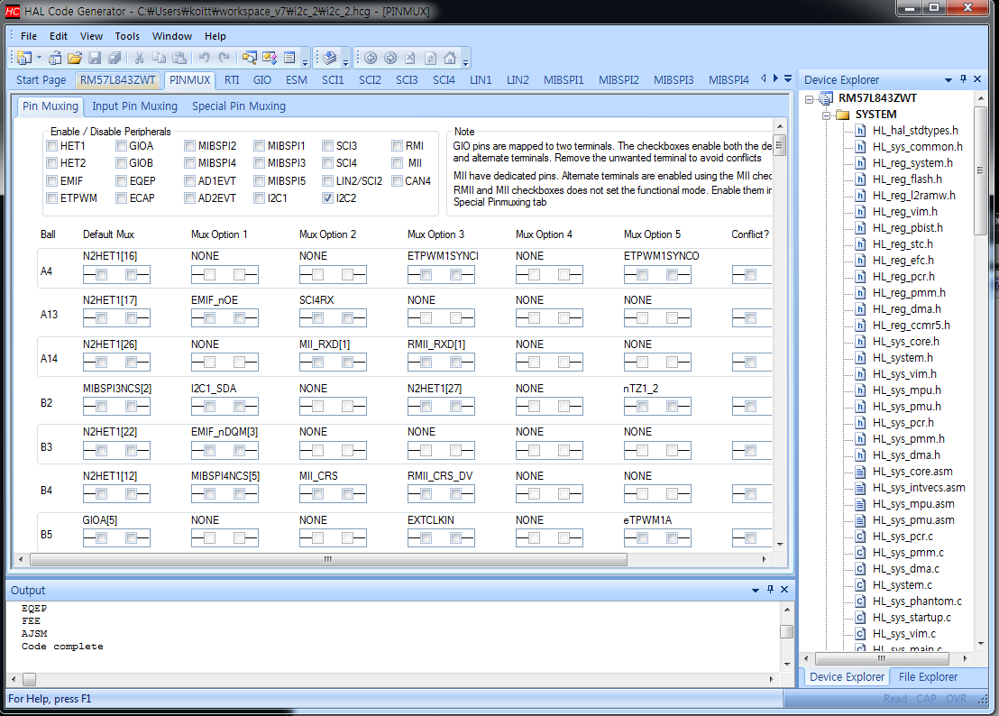 HC HAL Code Generator - C:₩Users₩koitt₩workspace_v7₩i2c_2₩i2c_2.hcg - [PINMUX]
File Edit View Tools Window Help
Start Page RM57L843ZWT PINMUX RTI GIO ESM SCI1 SCI2 SCI3 SCI4 LIN1 LIN2 MIBSPI1 MIBSPI2 MIBSPI3 MIBSPI4
Pin Muxing Input Pin Muxing Special Pin Muxing
Enable / Disable Peripherals
HET1 GIOA MIBSPI2 MIBSPI1 SCI3 RMI
HET2 GIOB MIBSPI4 MIBSPI3 SCI4 MII
EMIF EQEP AD1EVT MIBSPI5 LIN2/SCI2 CAN4
ETPWM ECAP AD2EVT I2C1 I2C2
Note
GIO pins are mapped to two terminals. The checkboxes enable both the de
and alternate terminals. Remove the unwanted terminal to avoid conflicts
MII have dedicated pins. Alternate terminals are enabled using the MII chec
RMII and MII checkboxes does not set the functional mode. Enable them in
Special Pinmuxing tab
Ball Default Mux Mux Option 1 Mux Option 2 Mux Option 3 Mux Option 4 Mux Option 5 Conflict?
N2HET1[16] NONE NONE ETPWM1SYNCI NONE ETPWM1SYNCO
A4
N2HET1[17] EMIF_nOE SCI4RX NONE NONE NONE
A13
N2HET1[26] NONE MII_RXD[1] RMII_RXD[1] NONE NONE
A14
MIBSPI3NCS[2] I2C1_SDA NONE N2HET1[27] NONE nTZ1_2
B2
N2HET1[22] EMIF_nDQM[3] NONE NONE NONE NONE
B3
N2HET1[12] MIBSPI4NCS[5] MII_CRS RMII_CRS_DV NONE NONE
B4
GIOA[5] NONE NONE EXTCLKIN NONE eTPWM1A
B5
Output
EQEP
FEE
AJSM
Code complete
Device Explorer
RM57L843ZWT
SYSTEM
HL_hal_stdtypes.h
HL_sys_common.h
HL_reg_system.h
HL_reg_flash.h
HL_reg_l2ramw.h
HL_reg_vim.h
HL_reg_pbist.h
HL_reg_stc.h
HL_reg_efc.h
HL_reg_pcr.h
HL_reg_pmm.h
HL_reg_dma.h
HL_reg_ccmr5.h
HL_sys_core.h
HL_system.h
HL_sys_vim.h
HL_sys_mpu.h
HL_sys_pmu.h
HL_sys_pcr.h
HL_sys_pmm.h
HL_sys_dma.h
HL_sys_core.asm
HL_sys_intvecs.asm
HL_sys_mpu.asm
HL_sys_pmu.asm
HL_sys_pcr.c
HL_sys_pmm.c
HL_sys_dma.c
HL_system.c
HL_sys_phantom.c
HL_sys_startup.c
HL_sys_vim.c
HL_sys_main.c
Device Explorer File Explorer
For Help, press F1
Read CAP OVR